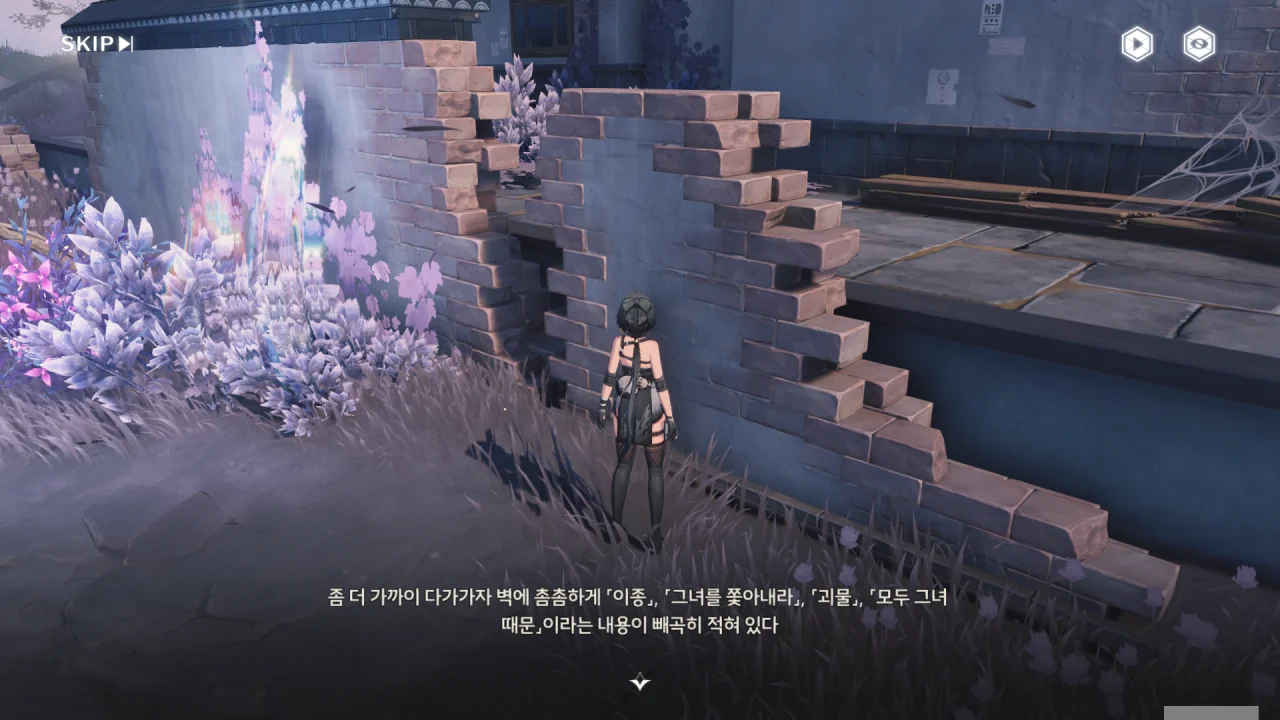 SKIP
좀 더 가까이 다가가자 벽에 촘촘하게 「이종」, 「그녀를 쫓아내라」, 「괴물」, 「모두 그녀
때문」이라는 내용이 빼곡히 적혀 있다